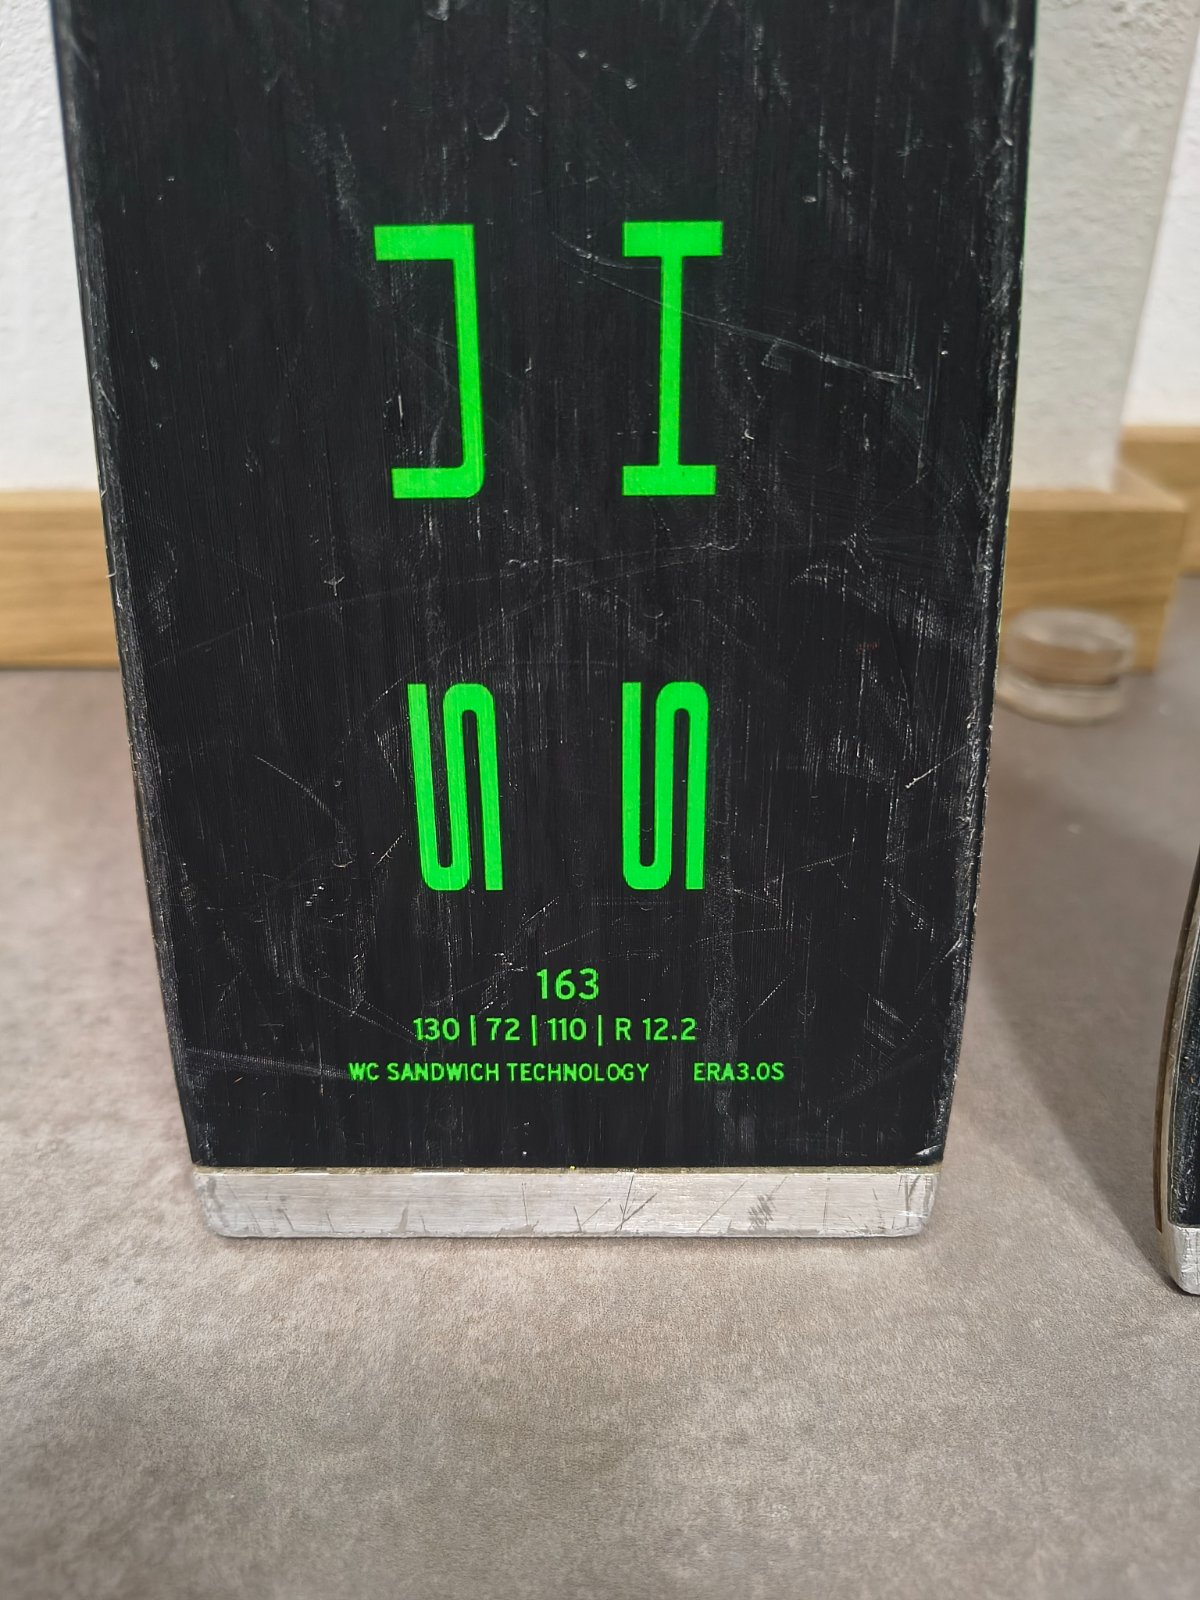 J I
S S
163
130 | 72 | 110 | R 12.2
WC SANDWICH TECHNOLOGY ERA3.0S